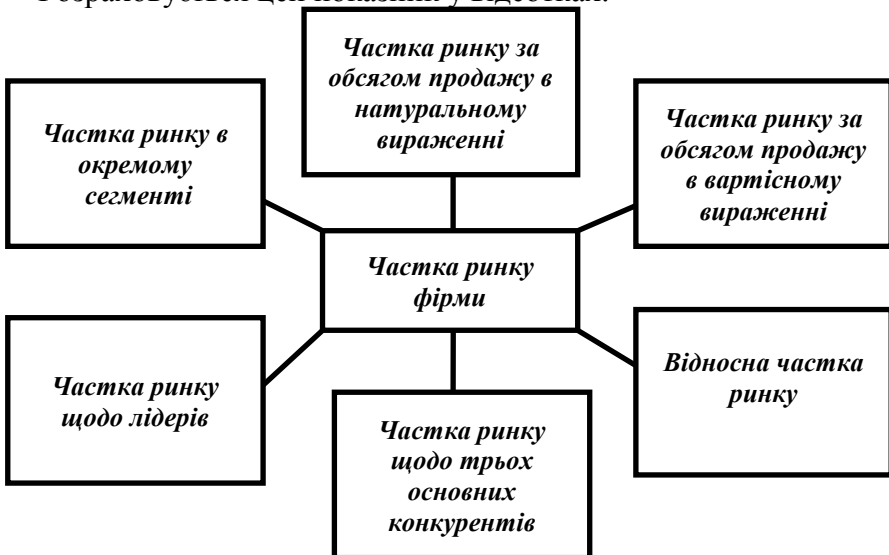 Частка ринку за
обсягом продажу в
натуральному
вираженні
Частка ринку в
окремому
сегменті
Частка ринку за
обсягом продажу
в вартісному
вираженні
Частка ринку
фірми
Частка ринку
щодо лідерів
Відносна частка
ринку
Частка ринку
щодо трьох
основних
конкурентів